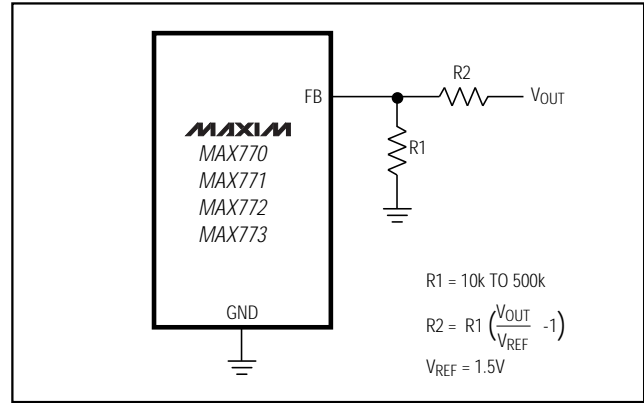 R2
FB
VOUT
MAXIM
R1
MAX770
MAX771
MAX772
MAX773
R1 = 10k TO 500k
GND
R2 = R1 (VOUT/VREF -1)
VREF = 1.5V